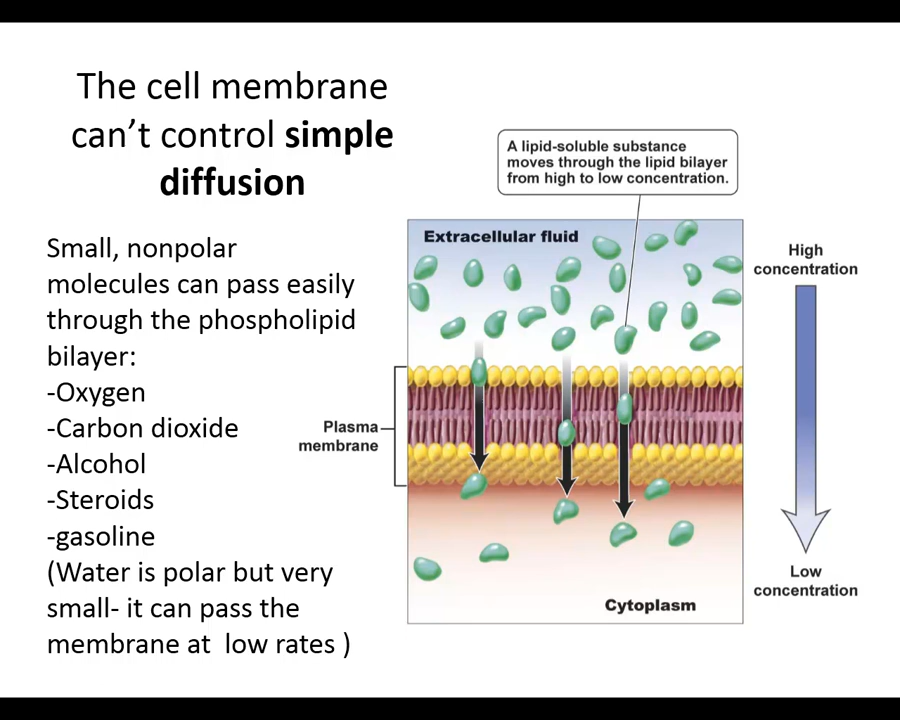 The cell membrane
can't control simple
diffusion
Small, nonpolar
molecules can pass easily
through the phospholipid
bilayer:
-Oxygen
-Carbon dioxide
-Alcohol
-Steroids
-gasoline
(Water is polar but very
small- it can pass the
membrane at  low rates )
A lipid-soluble substance
moves through the lipid bilayer
from high to low concentration.
Extracellular fluid
Plasma
membrane
Cytoplasm
High
concentration
Low
concentration